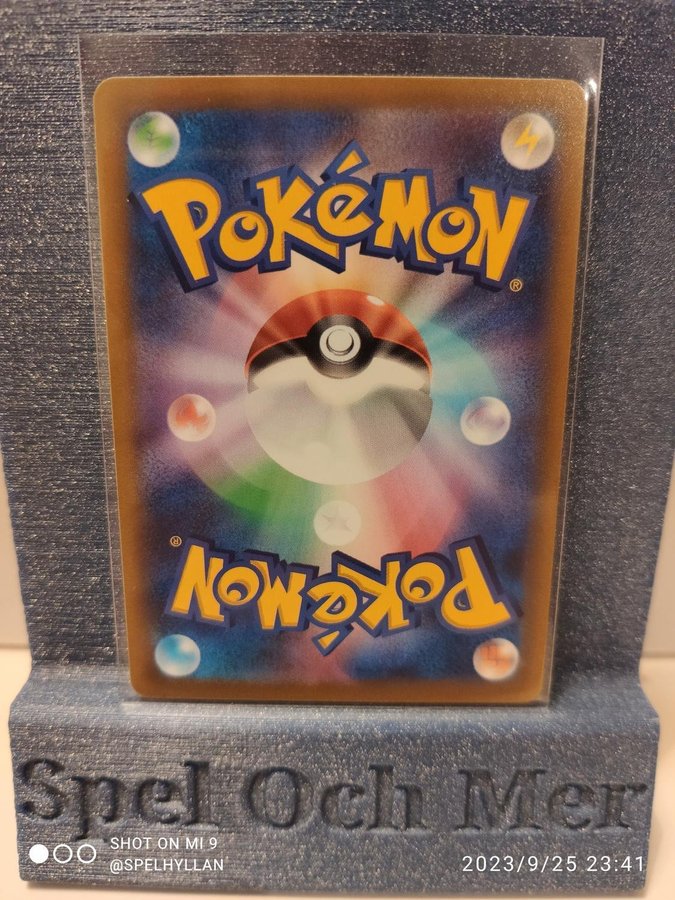 POKéMON
®
®
POKéMON
Spel Och Mer
SHOT ON MI 9
@SPELHYLLAN
2023/9/25 23:41